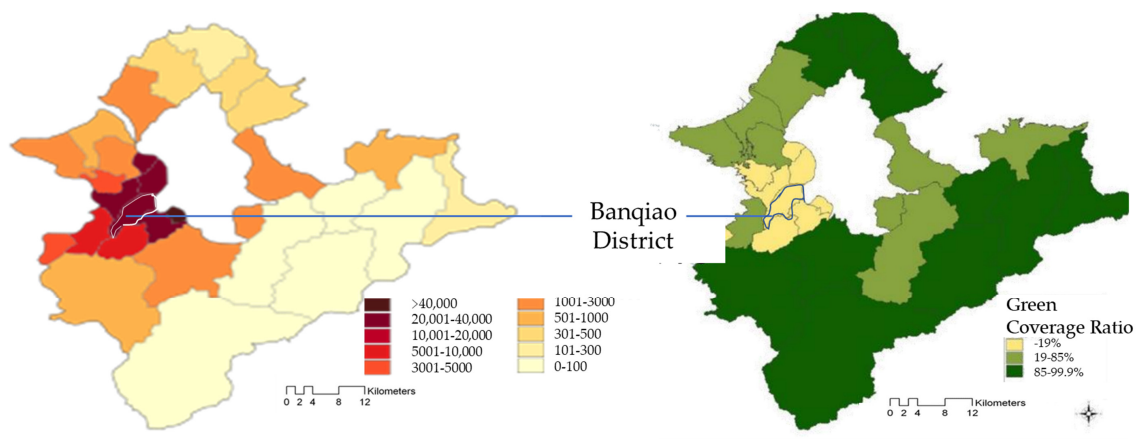 Banqiao
District
>40,000
20,001-40,000
10,001-20,000
5001-10,000
3001-5000
1001-3000
501-1000
301-500
101-300
0-100
Kilometers
0 2 4 8 12
Green
Coverage Ratio
-19%
19-85%
85-99.9%
Kilometers
0 2 4 8 12